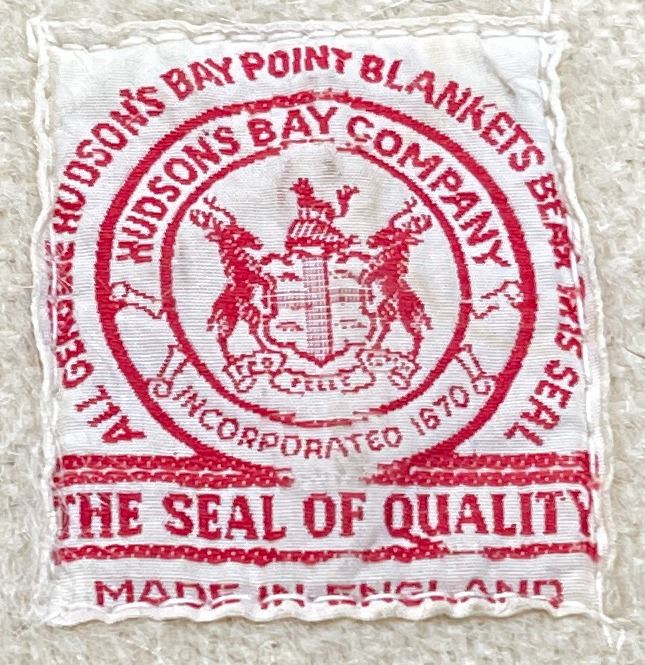 ALL GENUINE HUDSON'S BAY POINT BLANKETS BEAR THIS SEAL
HUDSON'S BAY COMPANY
INCORPORATED 1670
THE SEAL OF QUALITY
MADE IN ENGLAND